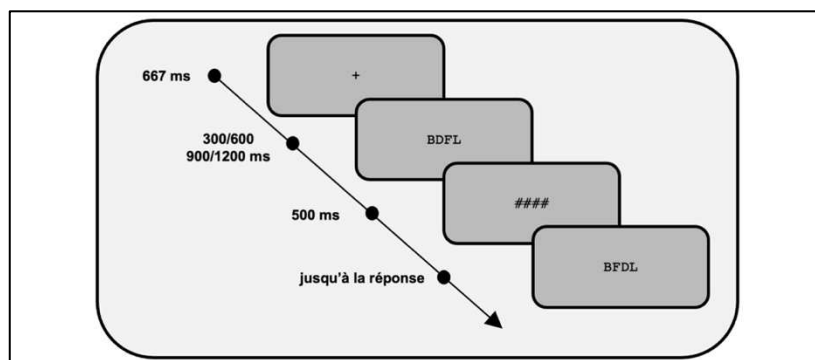 667 ms
+
300/600
900/1200 ms
BDFL
500 ms
####
jusqu'à la réponse
BFDL